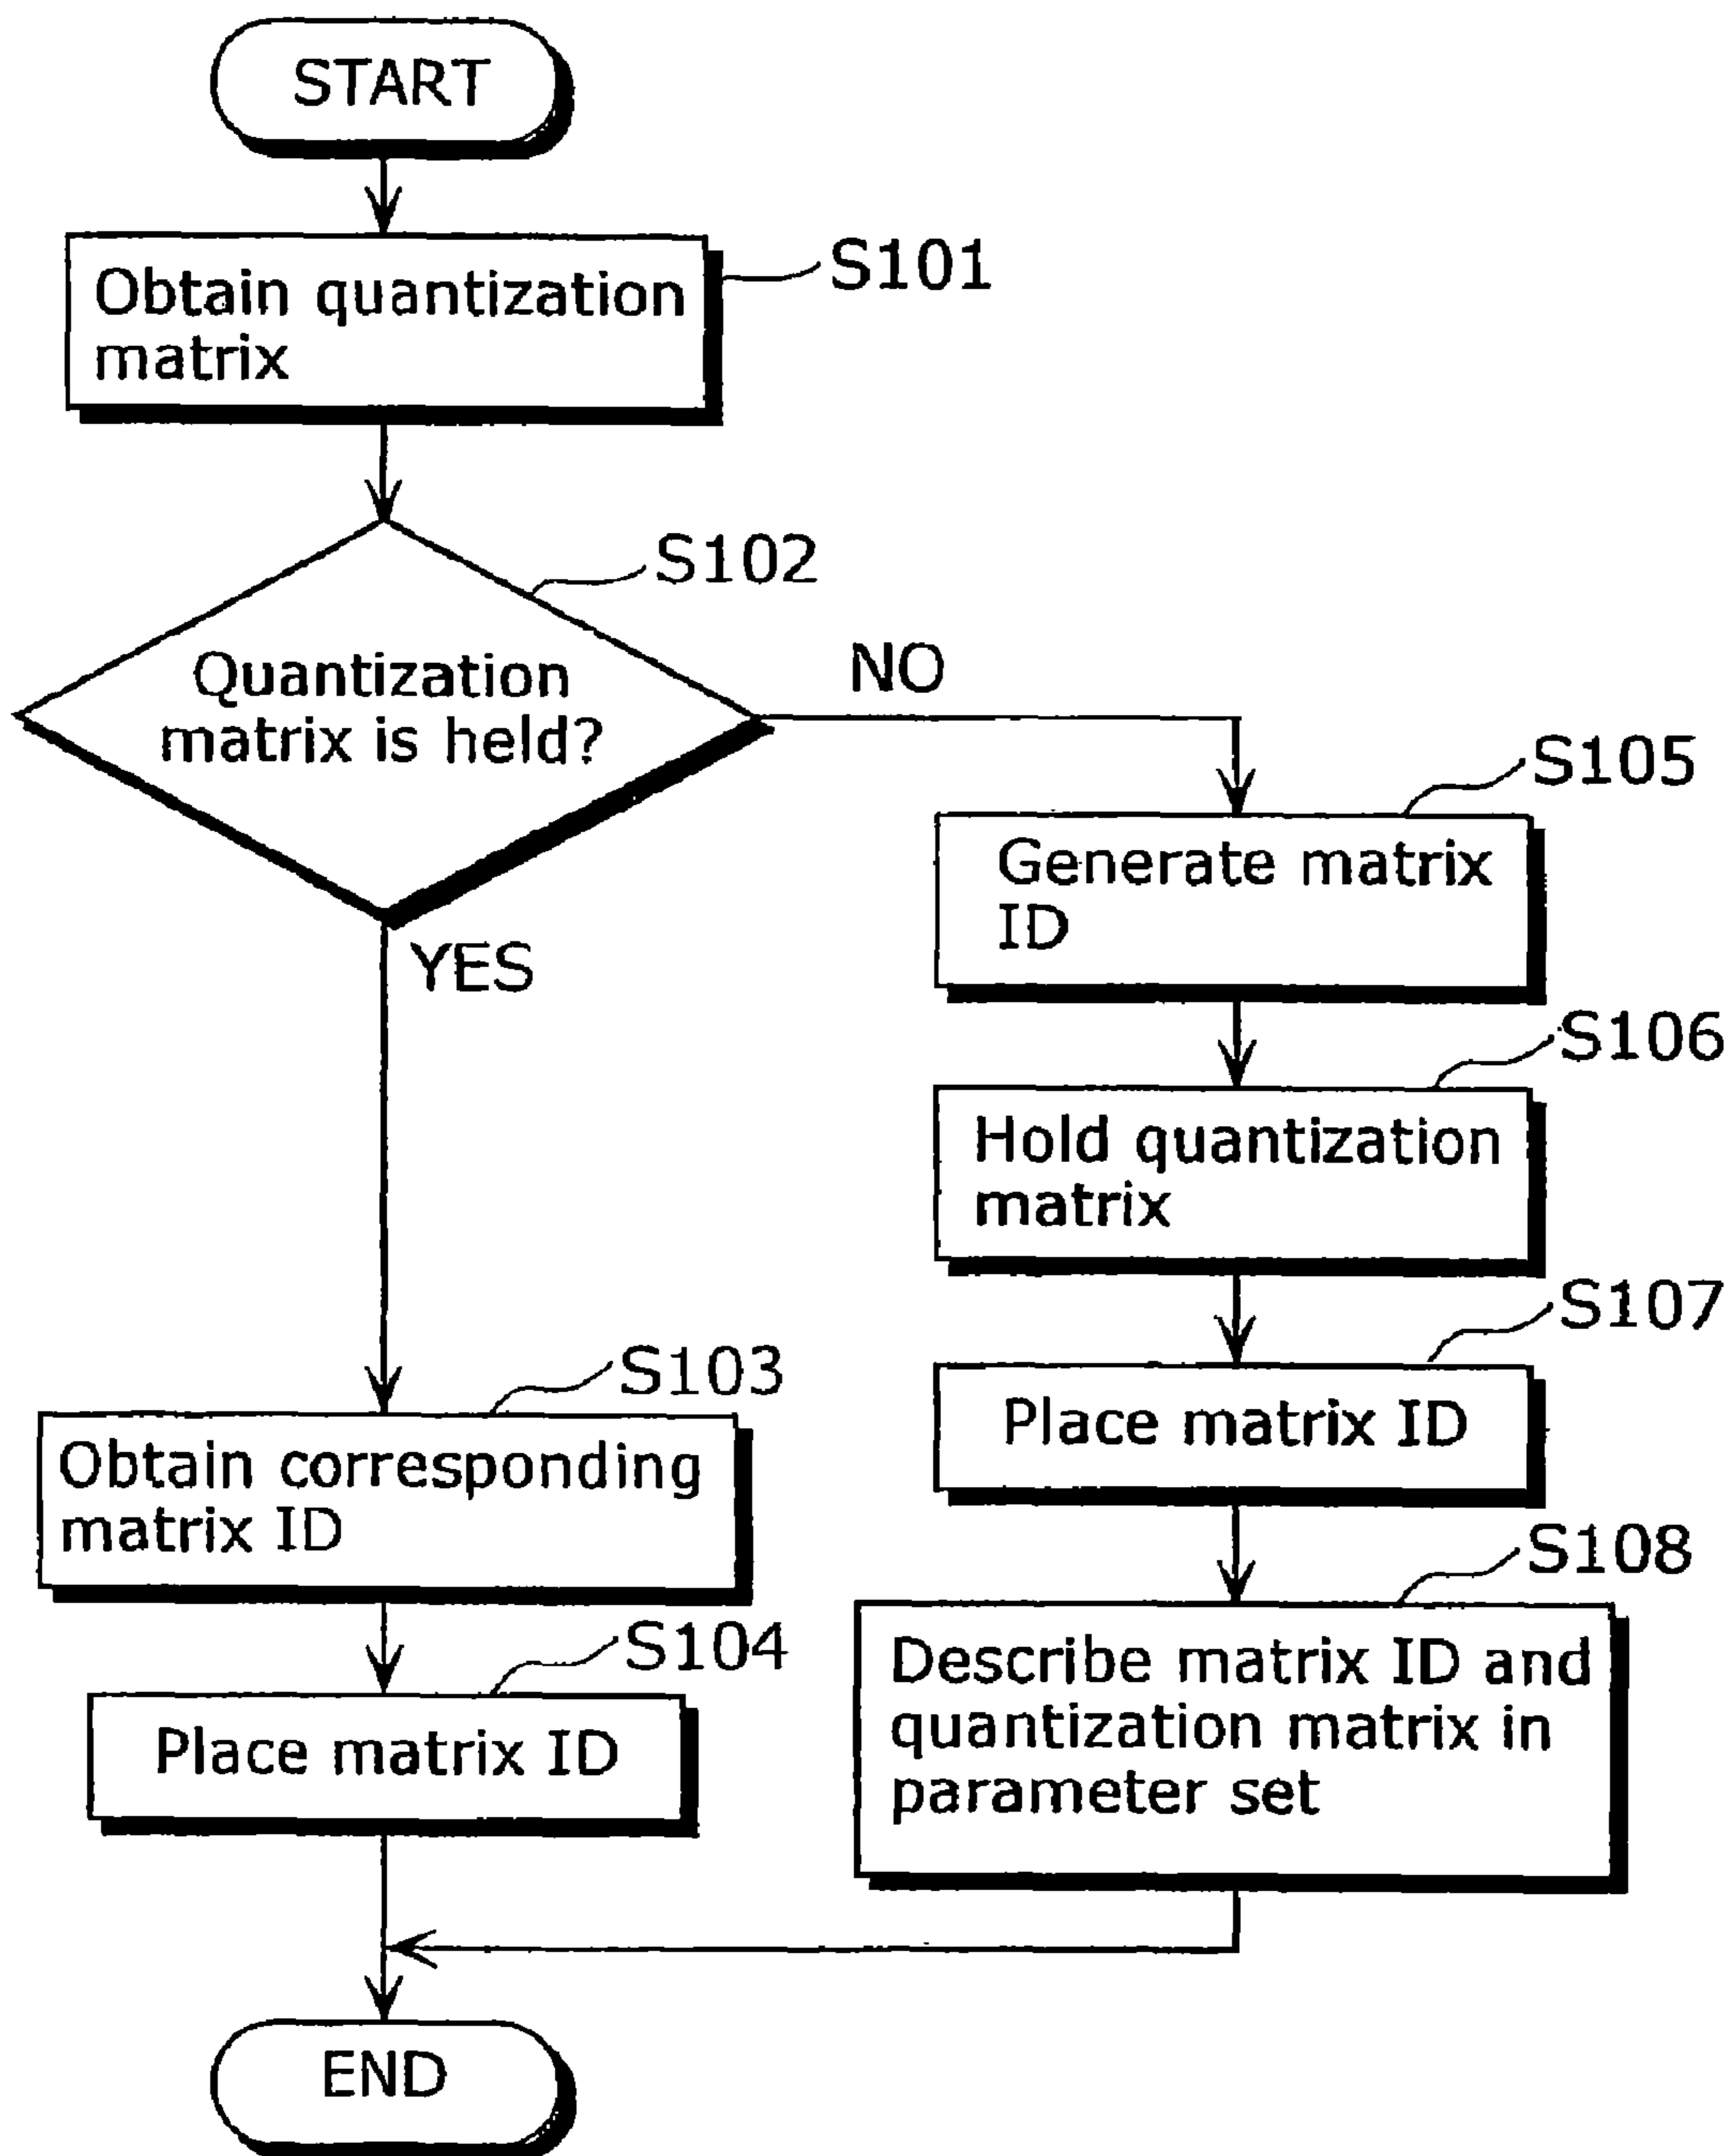 START
S101
Obtain quantization
matrix
S102
Quantization
matrix is held?
NO
YES
S105
Generate matrix
ID
S106
Hold quantization
matrix
S107
Place matrix ID
S108
Describe matrix ID and
quantization matrix in
parameter set
S103
Obtain corresponding
matrix ID
S104
Place matrix ID
END